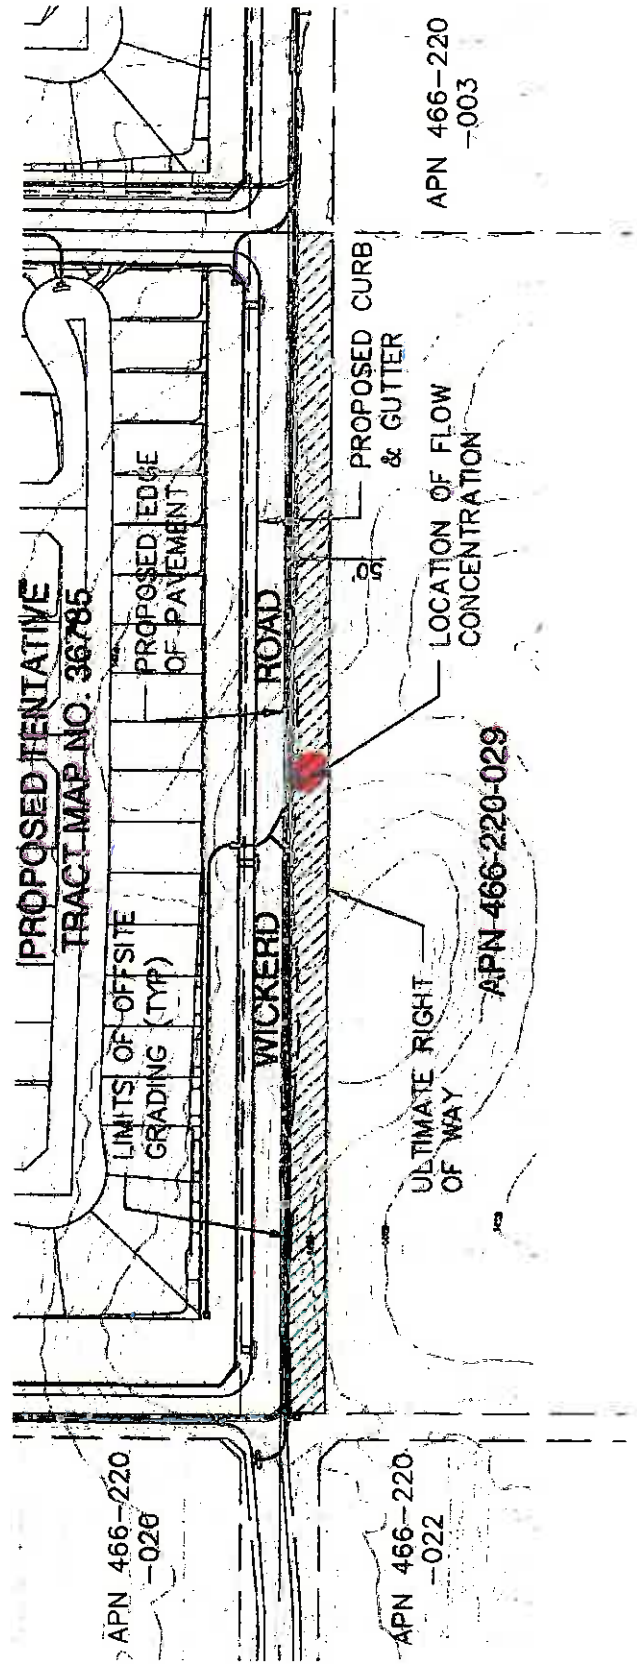 PROPOSED TENTATIVE
TRACT MAP NO. 36785
APN 466-220
-003
PROPOSED CURB
& GUTTER
PROPOSED EDGE
OF PAVEMENT
LOCATION OF FLOW
CONCENTRATION
50'
WICKERD ROAD
LIMITS OF OFFSITE
GRADING (TYP)
APN 466-220-029
ULTIMATE RIGHT
OF WAY
APN 466-220
-020
APN 466-220
-022